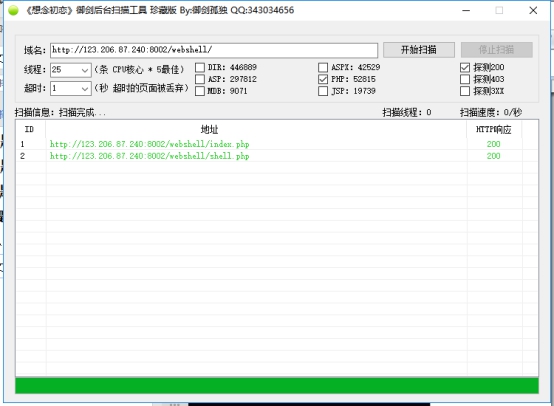 《想念初恋》御剑后台扫描工具 珍藏版 By:御剑孤独 QQ:343034656
域名: http://123.206.87.240:8002/webshell/ 开始扫描 停止扫描
线程: 25 (条 CPU核心 * 5最佳) DIR: 446889 ASPX: 42529 探测200
ASP: 297812 PHP: 52815 探测403
超时: 1 (秒 超时的页面被丢弃) MDB: 9071 JSP: 19739 探测3XX
扫描信息: 扫描完成... 扫描线程: 0 扫描速度: 0/秒
ID 地址 HTTP响应
1 http://123.206.87.240:8002/webshell/index.php 200
2 http://123.206.87.240:8002/webshell/shell.php 200